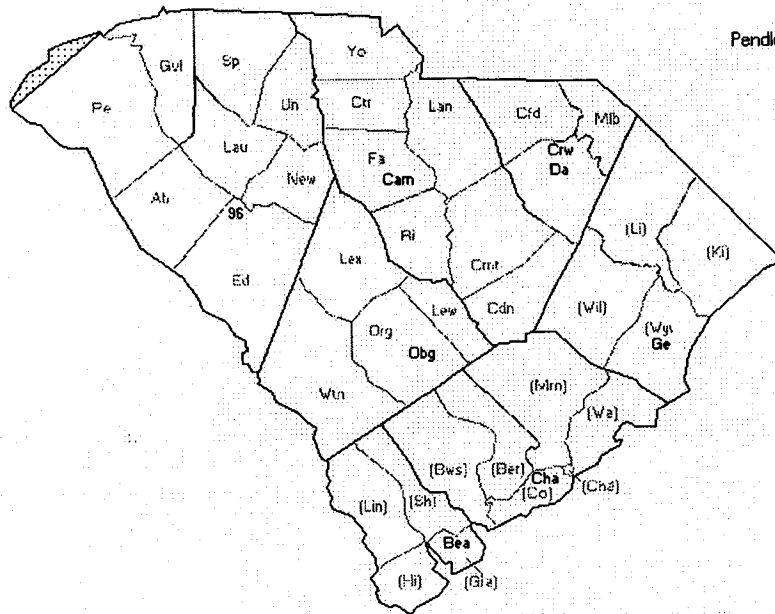 Pendl
Yo
Gvl
Sp
Un
Ctr
Lan
Cfd
Mlb
Pe
Lau
New
Fa
Cam
Crw
Da
Ab
96
Ri
(Li)
(Ki)
Ed
Lex
Cmt
Lew
Cdn
(Wil)
Org
Obg
(Wy
Ge
Wtn
(Mrn)
(Wa)
(Bws)
(Ber)
Cha
(Co)
(Cha)
(Lin)
(Sh)
Bea
(Hi)
(Gra)